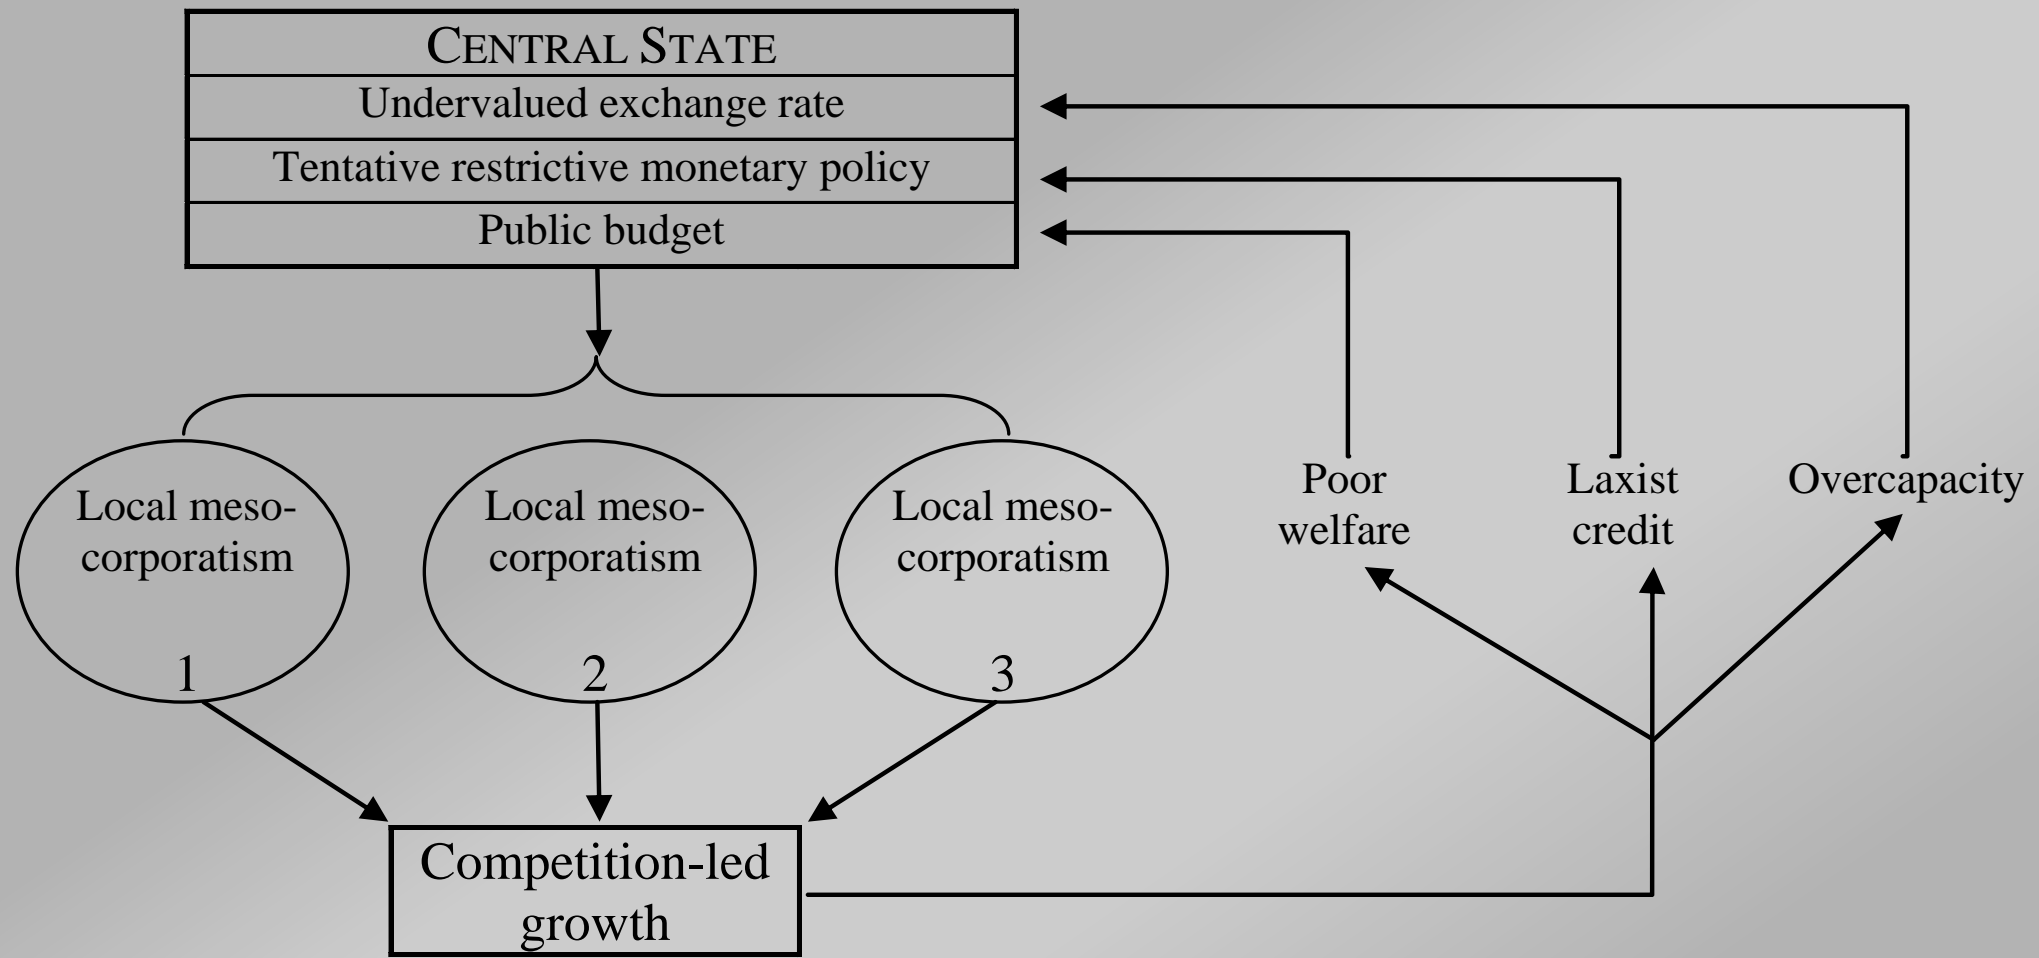 CENTRAL STATE
Undervalued exchange rate
Tentative restrictive monetary policy
Public budget
Local meso-
corporatism
1
Local meso-
corporatism
2
Local meso-
corporatism
3
Poor
welfare
Laxist
credit
Overcapacity
Competition-led
growth